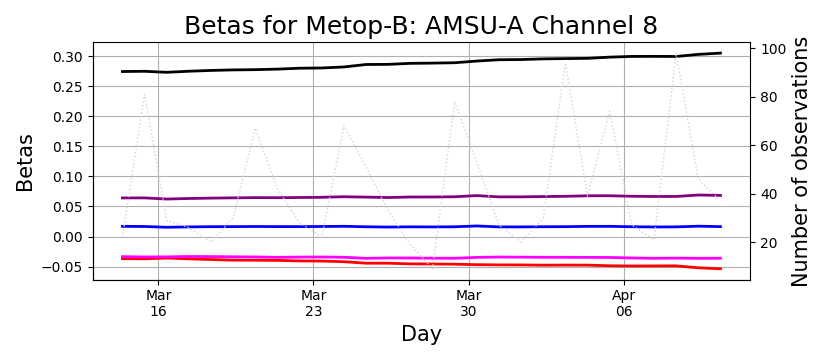 Betas for Metop-B: AMSU-A Channel 8
Betas
0.30
0.25
0.20
0.15
0.10
0.05
0.00
−0.05
100
80
60
40
20
Number of observations
Mar
16
Mar
23
Mar
30
Apr
06
Day